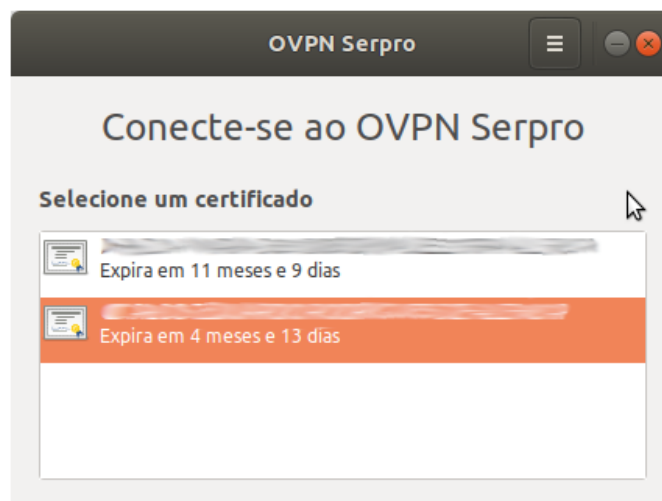 OVPN Serpro
Conecte-se ao OVPN Serpro
Selecione um certificado
Expira em 11 meses e 9 dias
Expira em 4 meses e 13 dias